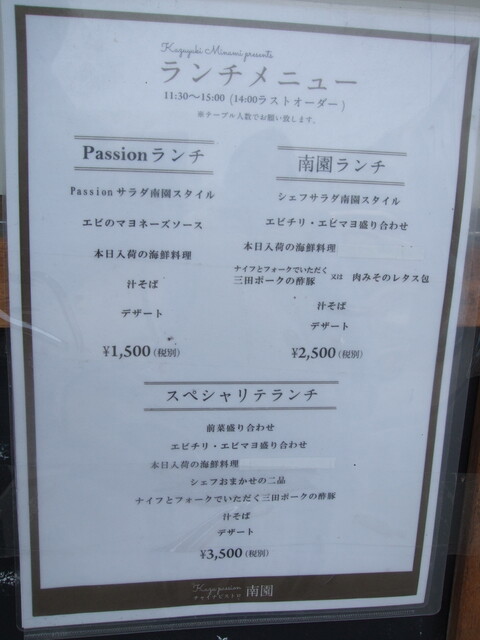 Kagayaki Minami presents
ランチメニュー
11:30〜15:00 (14:00ラストオーダー)
※テーブル人数でお願い致します。
Passionランチ
Passionサラダ南園スタイル
エビのマヨネーズソース
本日入荷の海鮮料理
汁そば
デザート
¥1,500(税別)
南園ランチ
シェフサラダ南園スタイル
エビチリ・エビマヨ盛り合わせ
本日入荷の海鮮料理
ナイフとフォークでいただく
三田ポークの酢豚 又は 肉みそのレタス包
汁そば
デザート
¥2,500(税別)
スペシャリテランチ
前菜盛り合わせ
エビチリ・エビマヨ盛り合わせ
本日入荷の海鮮料理
シェフおまかせの二品
ナイフとフォークでいただく三田ポークの酢豚
汁そば
デザート
¥3,500(税別)
南園